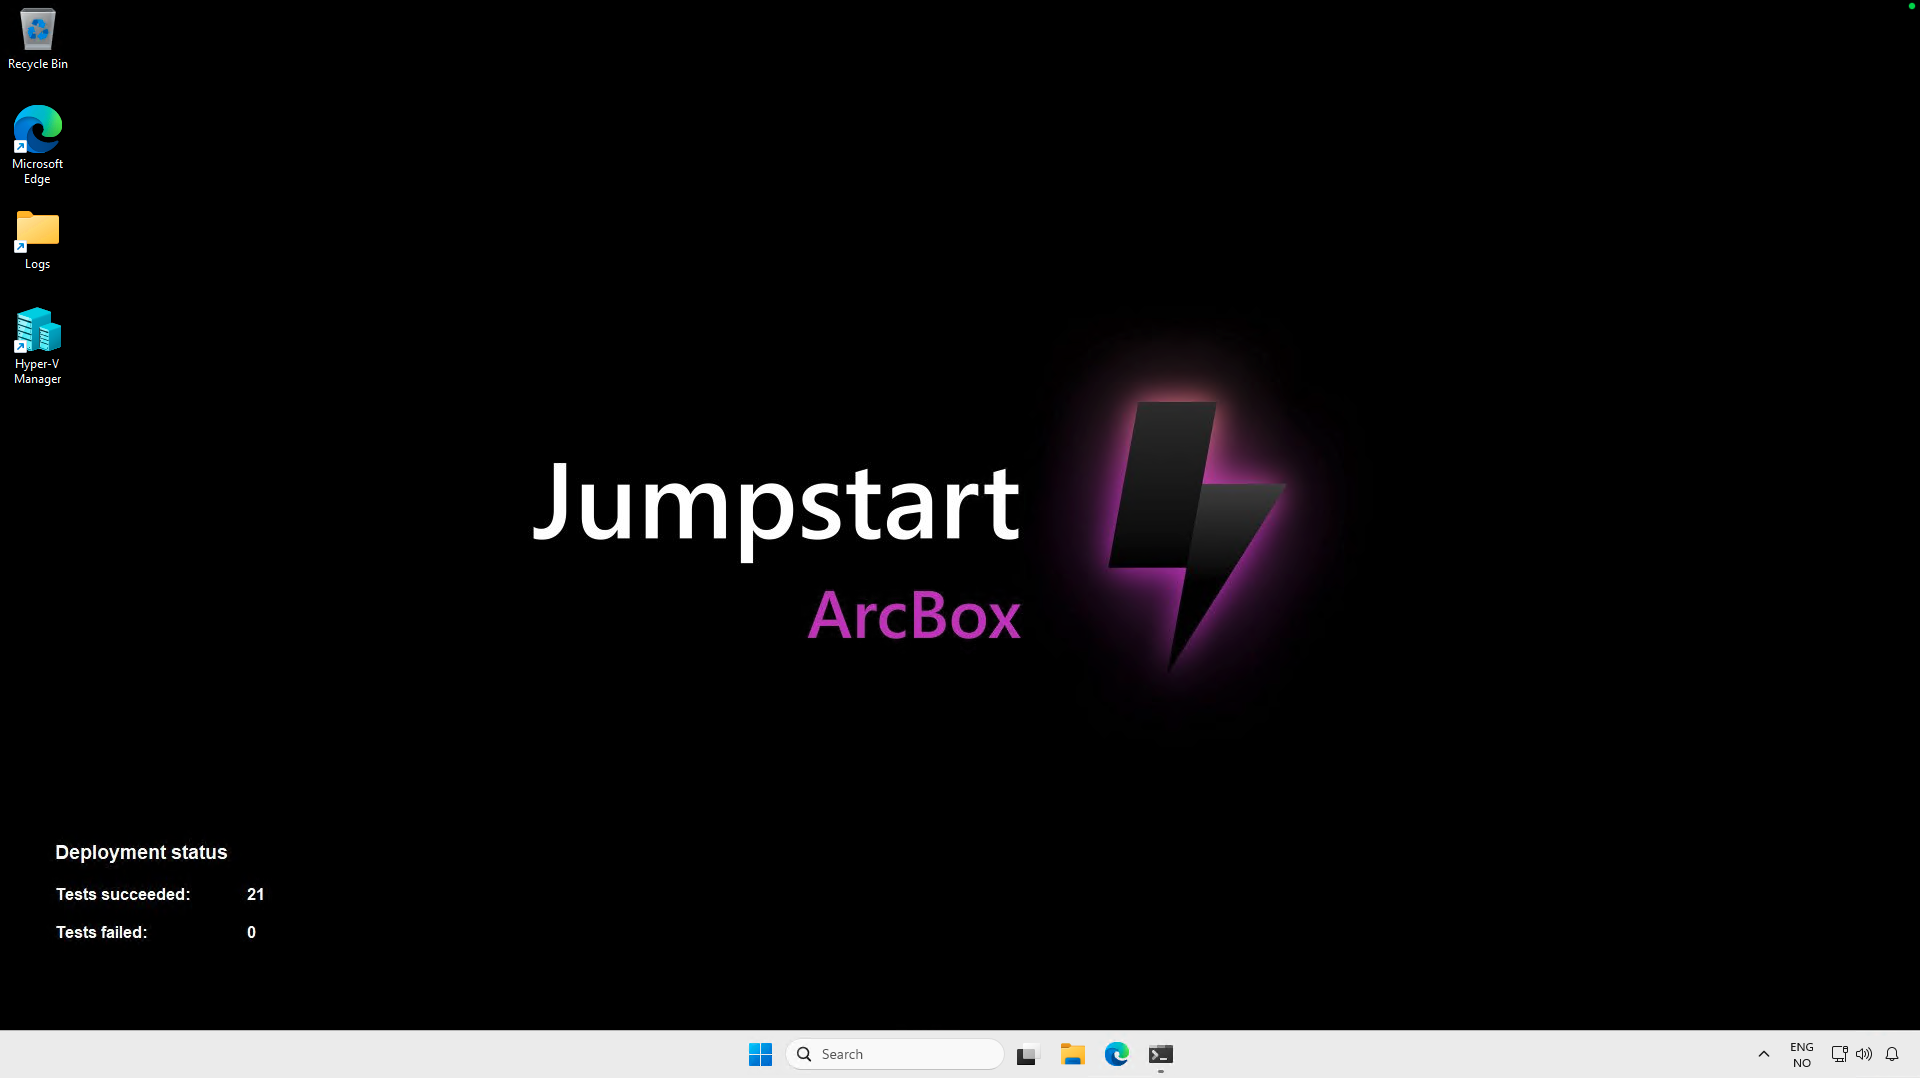 Recycle Bin
Microsoft
Edge
Logs
Hyper-V
Manager
Jumpstart
ArcBox
Deployment status
Tests succeeded: 21
Tests failed: 0
Search
ENG
NO